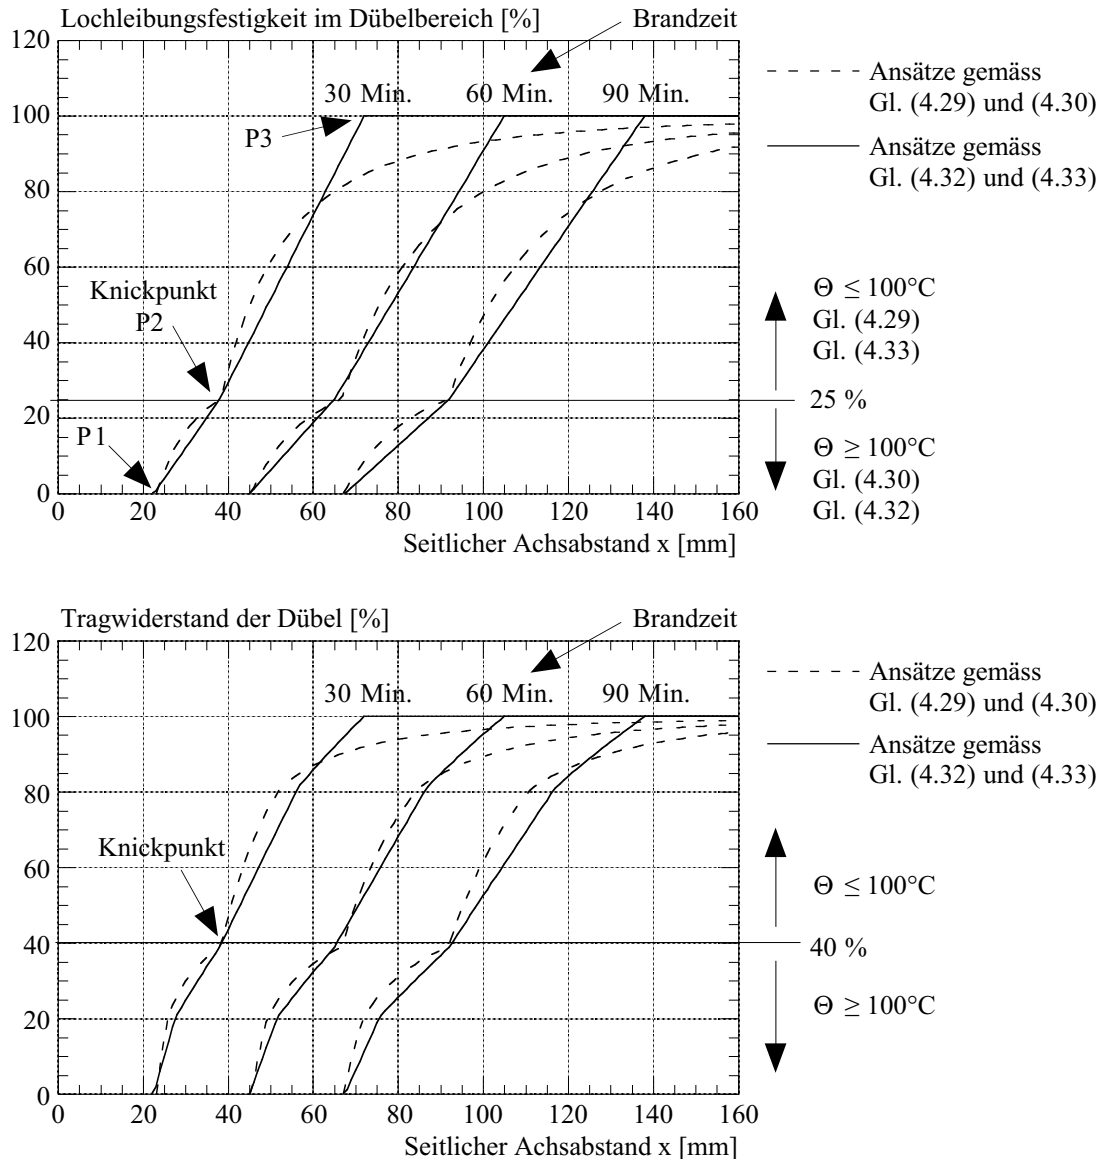 Lochleibungsfestigkeit im Dübelbereich [%]
Brandzeit
120
100
80
60
40
20
0
30 Min.
60 Min.
90 Min.
P3
Knickpunkt
P2
P1
0 20 40 60 80 100 120 140 160
Seitlicher Achsabstand x [mm]
Ansätze gemäss
Gl. (4.29) und (4.30)
Ansätze gemäss
Gl. (4.32) und (4.33)
Θ ≤ 100°C
Gl. (4.29)
Gl. (4.33)
25 %
Θ ≥ 100°C
Gl. (4.30)
Gl. (4.32)
Tragwiderstand der Dübel [%]
Brandzeit
120
100
80
60
40
20
0
30 Min.
60 Min.
90 Min.
Knickpunkt
0 20 40 60 80 100 120 140 160
Seitlicher Achsabstand x [mm]
Ansätze gemäss
Gl. (4.29) und (4.30)
Ansätze gemäss
Gl. (4.32) und (4.33)
Θ ≤ 100°C
40 %
Θ ≥ 100°C